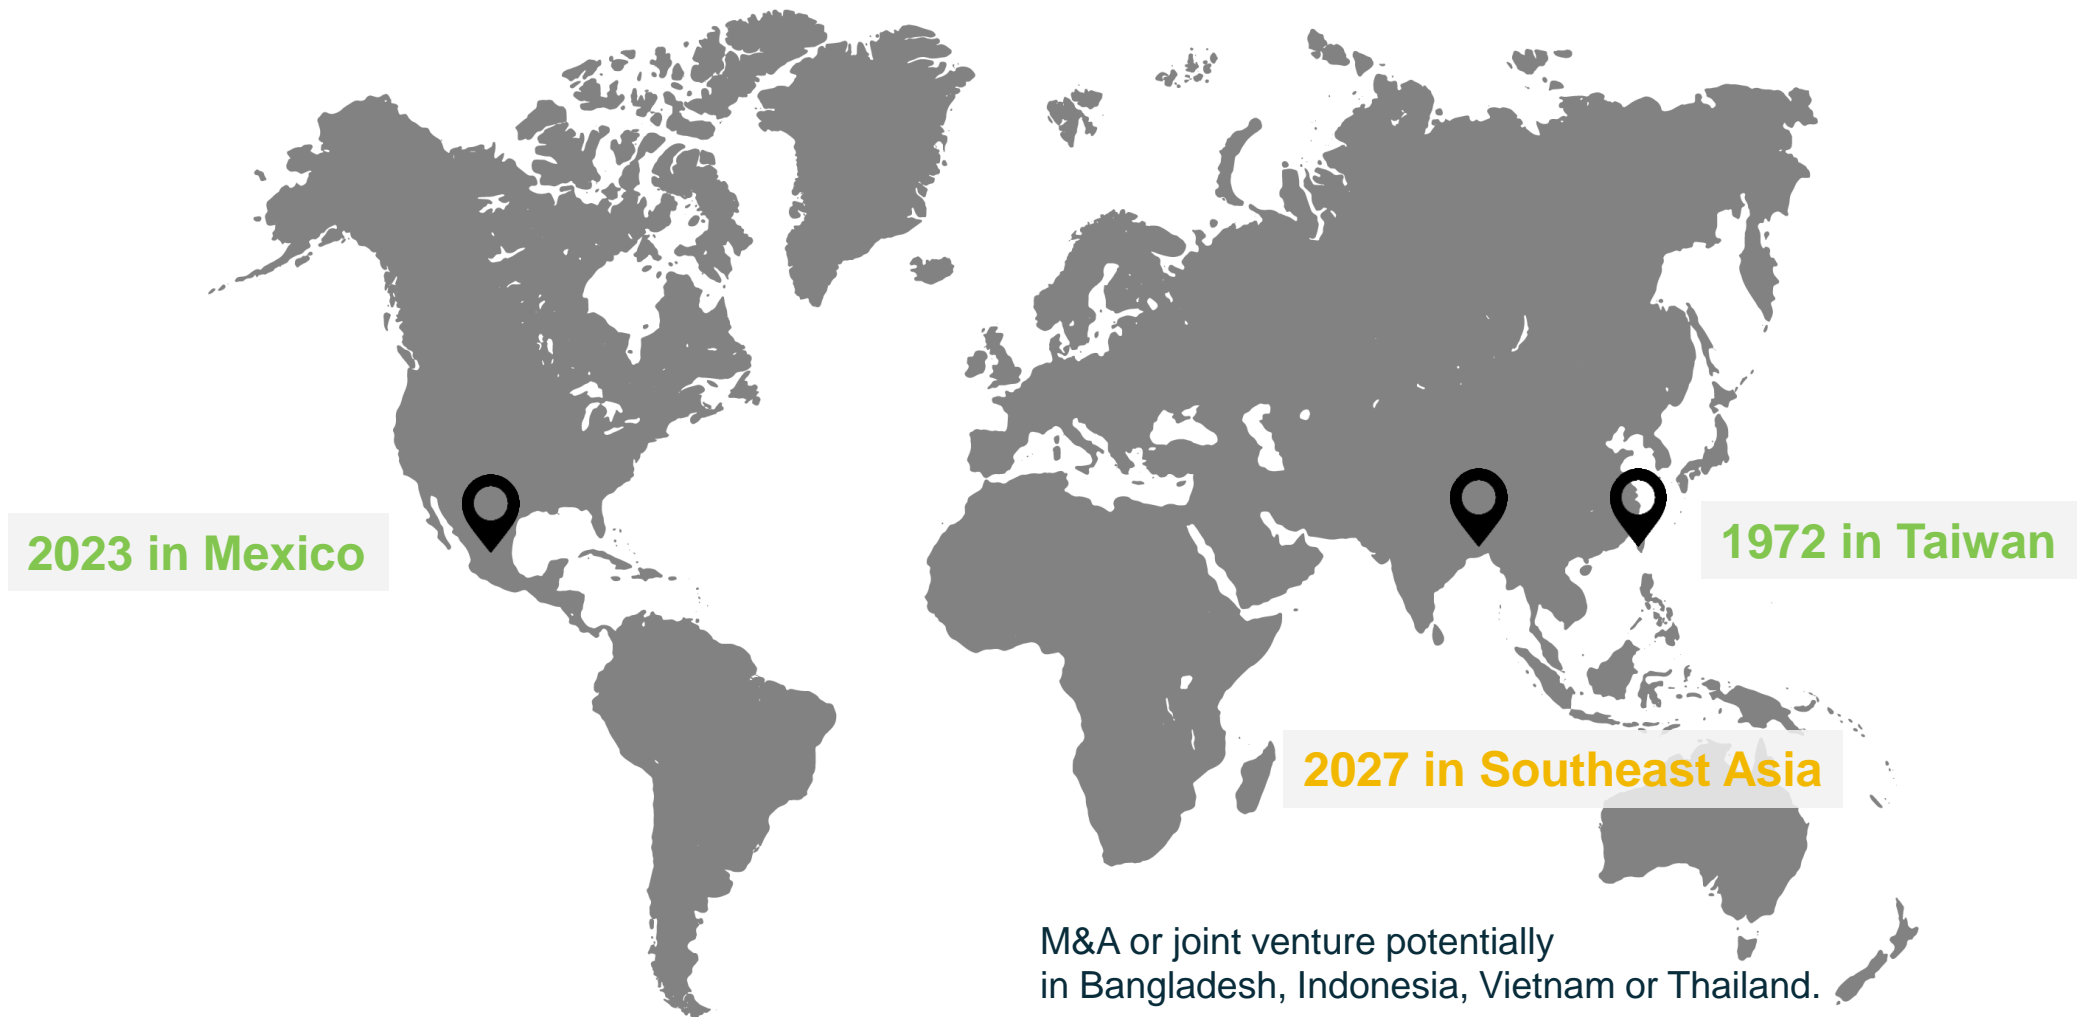 2023 in Mexico
1972 in Taiwan
2027 in Southeast Asia
M&A or joint venture potentially
in Bangladesh, Indonesia, Vietnam or Thailand.